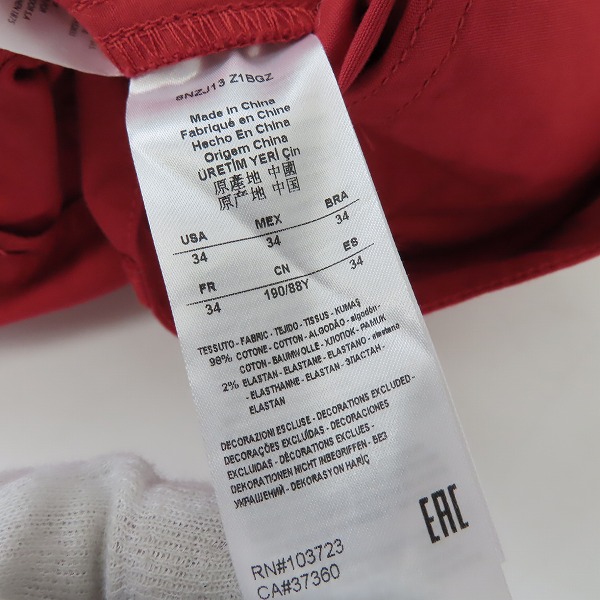 6NZJ13 Z1BGZ
Made in China
Fabriqué en Chine
Hecho En China
Origem China
ÜRETİM YERİ Çin
原產地 中國
原产地 中国
USA MEX BRA
34 34 34
FR CN ES
34 190/88Y 34
TESSUTO - FABRIC - TEJIDO - TISSUS - KUMAŞ
98% COTONE - COTTON - ALGODÃO - algodón-
COTON - BAUMWOLLE - ХЛОПОК - PAMUK
2% ELASTAN - ELASTANE - ELASTANO - elastano
- ELASTHANNE - ELASTAN - ЭЛАСТАН -
ELASTAN
DECORAZIONI ESCLUSE - DECORATIONS EXCLUDED-
DECORAÇÕES EXCLUÍDAS - DECORACIONES
EXCLUÍDAS - DÉCORATIONS EXCLUES -
DEKORATIONEN NICHT INBEGRIFFEN - БЕЗ
УКРАШЕНИЙ - DEKORASYON HARİÇ
EAC
RN#103723
CA#37360